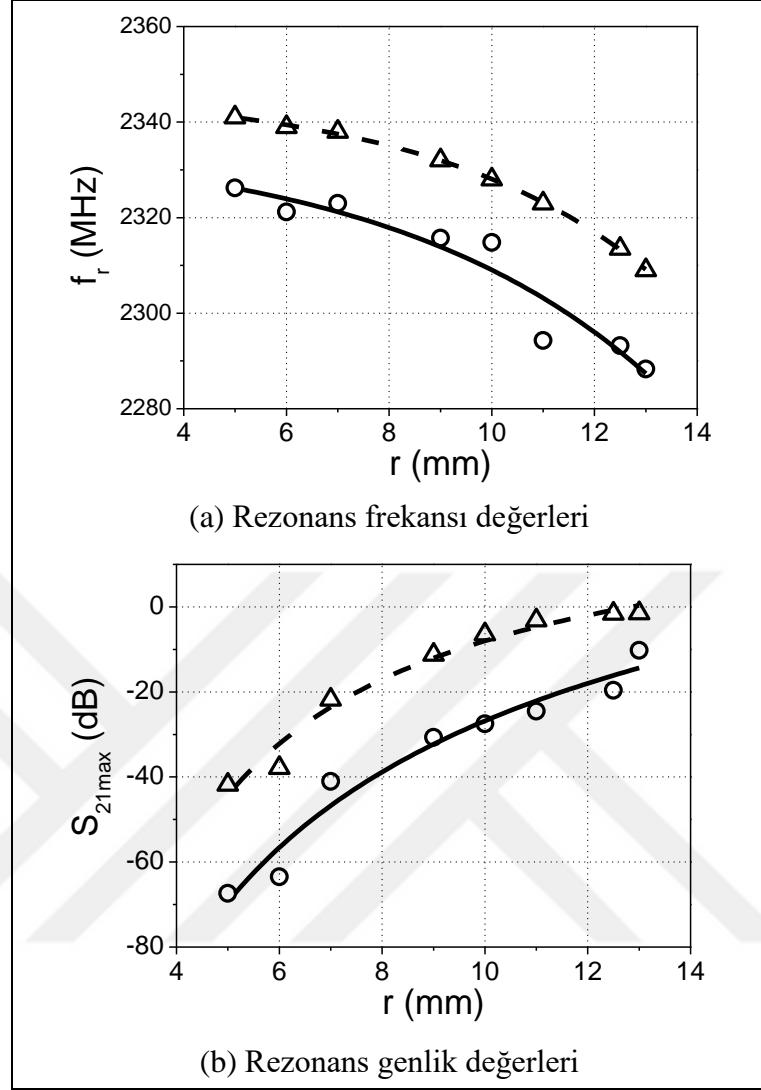 2360
2340
2320
2300
2280
f_r (MHz)
4 6 8 10 12 14
r (mm)
(a) Rezonans frekansı değerleri
0
-20
-40
-60
-80
S_21max (dB)
4 6 8 10 12 14
r (mm)
(b) Rezonans genlik değerleri